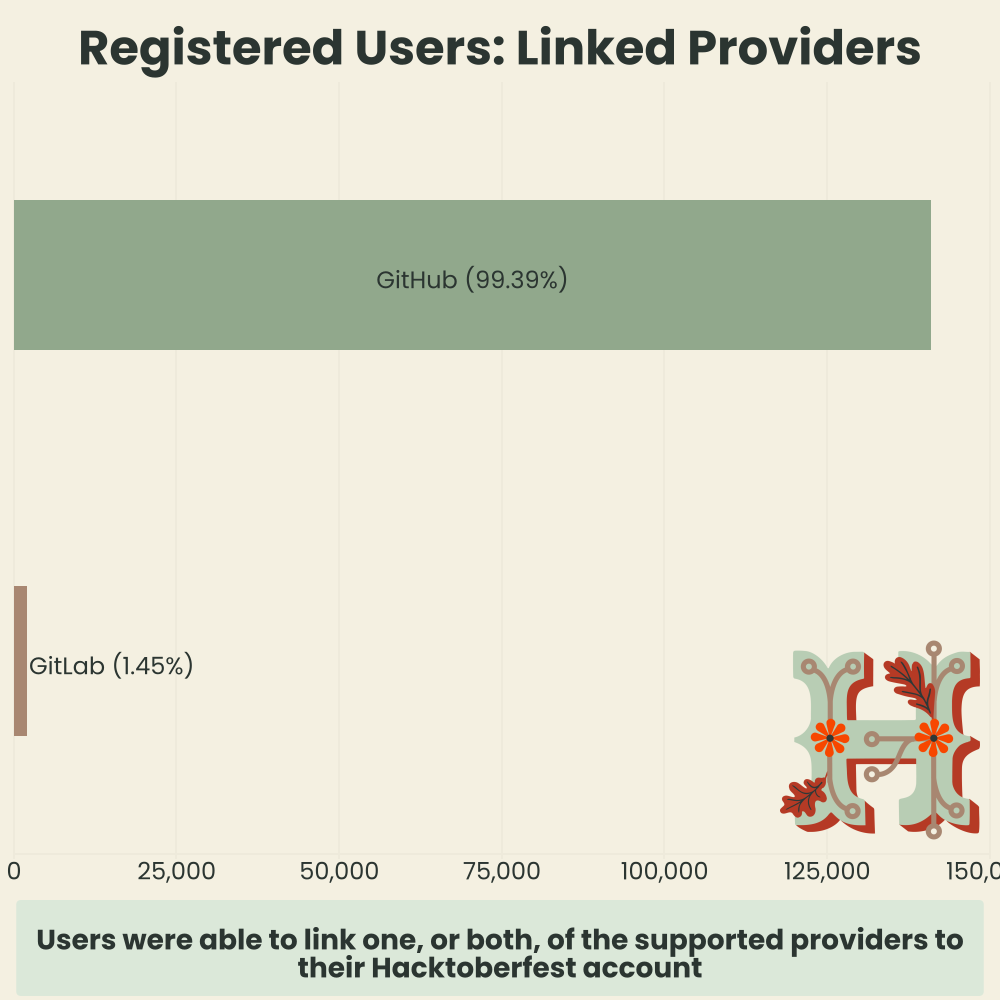 Registered Users: Linked Providers
GitHub (99.39%)
GitLab (1.45%)
0 25,000 50,000 75,000 100,000 125,000 150,0
Users were able to link one, or both, of the supported providers to
their Hacktoberfest account